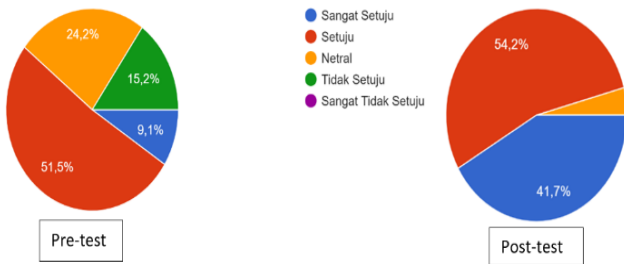 24,2%
15,2%
9,1%
51,5%
Pre-test
Sangat Setuju
Setuju
Netral
Tidak Setuju
Sangat Tidak Setuju
54,2%
41,7%
Post-test